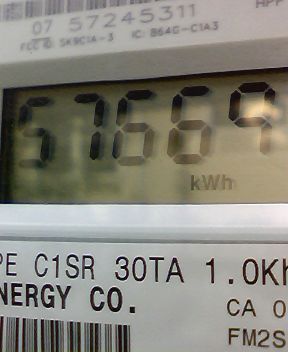 07 57245311
FCC ID: SK9C1A-3 IC: 864G-C1A3
57669
kWh
PE C1SR 30TA 1.0Kh
NERGY CO.
CA 0
FM2S